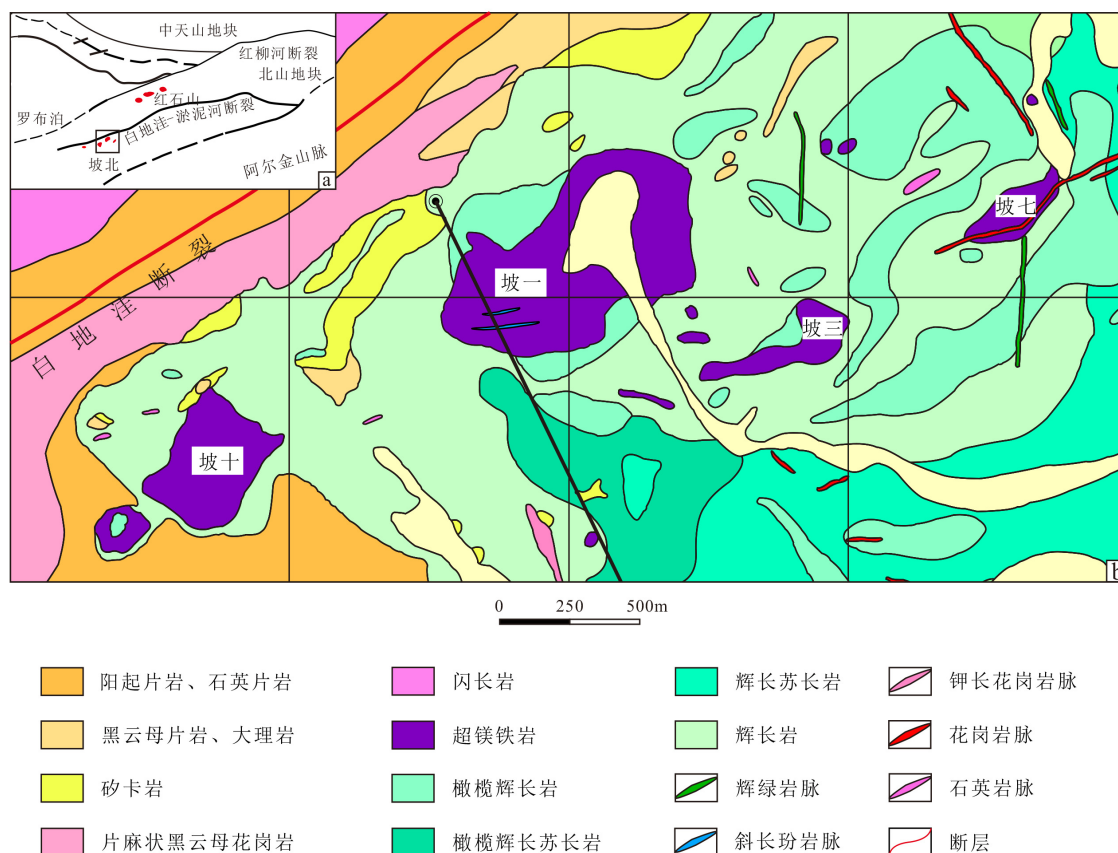 中天山地块
红柳河断裂
北山地块
红石山
罗布泊
白地洼-淤泥河断裂
坡北
阿尔金山脉
a
坡七
坡一
坡三
白地洼断裂
坡十
b
0 250 500m
阳起片岩、石英片岩 闪长岩 辉长苏长岩 钾长花岗岩脉
黑云母片岩、大理岩 超镁铁岩 辉长岩 花岗岩脉
矽卡岩 橄榄辉长岩 辉绿岩脉 石英岩脉
片麻状黑云母花岗岩 橄榄辉长苏长岩 斜长玢岩脉 断层